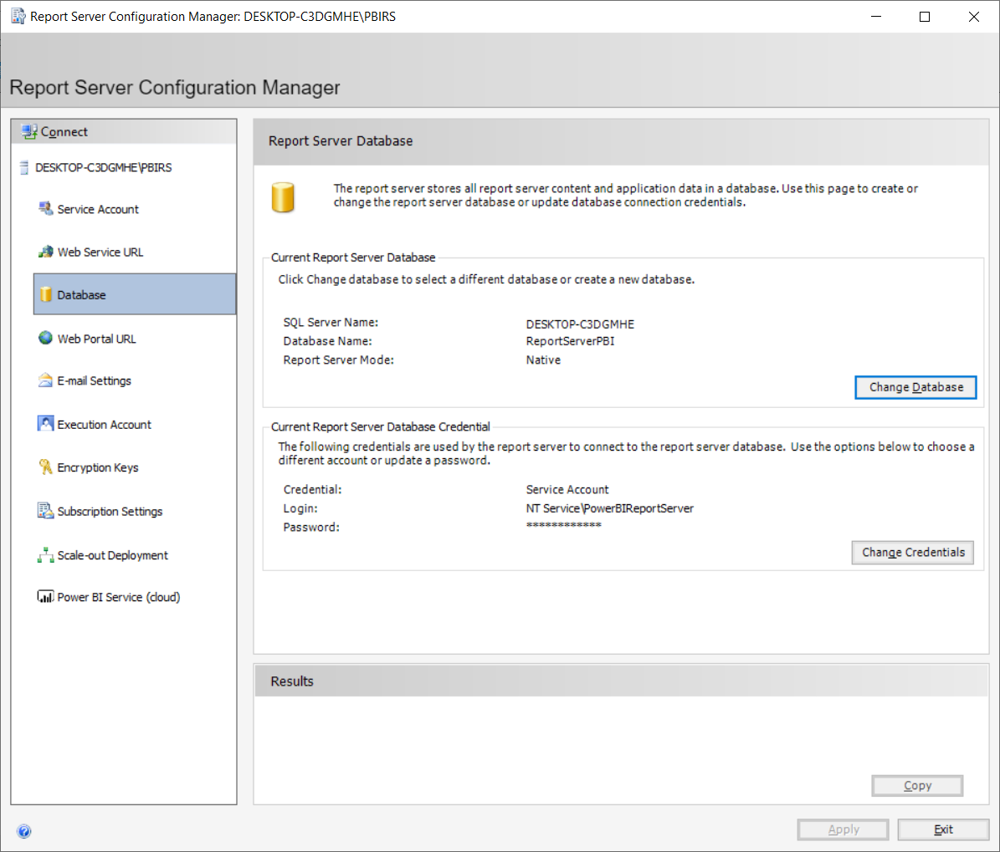 Report Server Configuration Manager: DESKTOP-C3DGMHE\PBIRS
Report Server Configuration Manager
Connect
DESKTOP-C3DGMHE\PBIRS
Service Account
Web Service URL
Database
Web Portal URL
E-mail Settings
Execution Account
Encryption Keys
Subscription Settings
Scale-out Deployment
Power BI Service (cloud)
Report Server Database
The report server stores all report server content and application data in a database. Use this page to create or
change the report server database or update database connection credentials.
Current Report Server Database
Click Change database to select a different database or create a new database.
SQL Server Name: DESKTOP-C3DGMHE
Database Name: ReportServerPBI
Report Server Mode: Native
Change Database
Current Report Server Database Credential
The following credentials are used by the report server to connect to the report server database.  Use the options below to choose a
different account or update a password.
Credential: Service Account
Login: NT Service\PowerBIReportServer
Password: ************
Change Credentials
Results
Copy
Apply
Exit